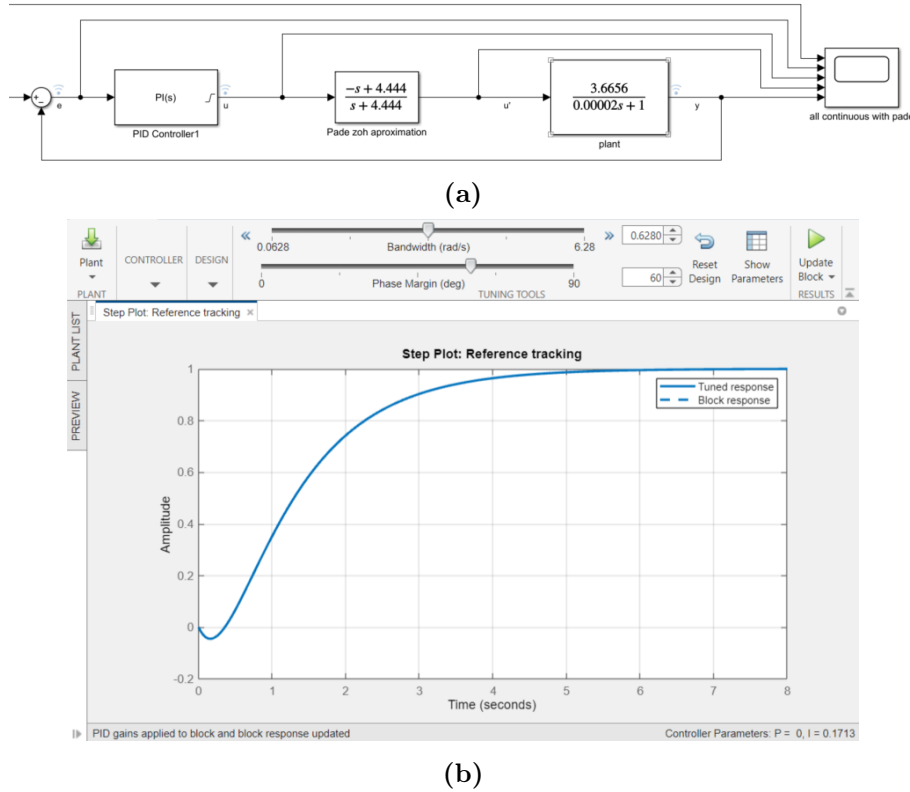 +
−
e
PI(s)
PID Controller1
u
−s + 4.444
s + 4.444
Pade zoh aproximation
u'
3.6656
0.00002s + 1
plant
y
all continuous with pade
(a)
Plant
PLANT
CONTROLLER
DESIGN
0.0628 Bandwidth (rad/s) 6.28
0.6280
0 Phase Margin (deg) 90
60
TUNING TOOLS
Reset
Design
Show
Parameters
Update
Block
RESULTS
PLANT LIST
PREVIEW
Step Plot: Reference tracking ×
Step Plot: Reference tracking
Tuned response
Block response
Amplitude
1
0.8
0.6
0.4
0.2
0
-0.2
0 1 2 3 4 5 6 7 8
Time (seconds)
PID gains applied to block and block response updated
Controller Parameters: P = 0, I = 0.1713
(b)